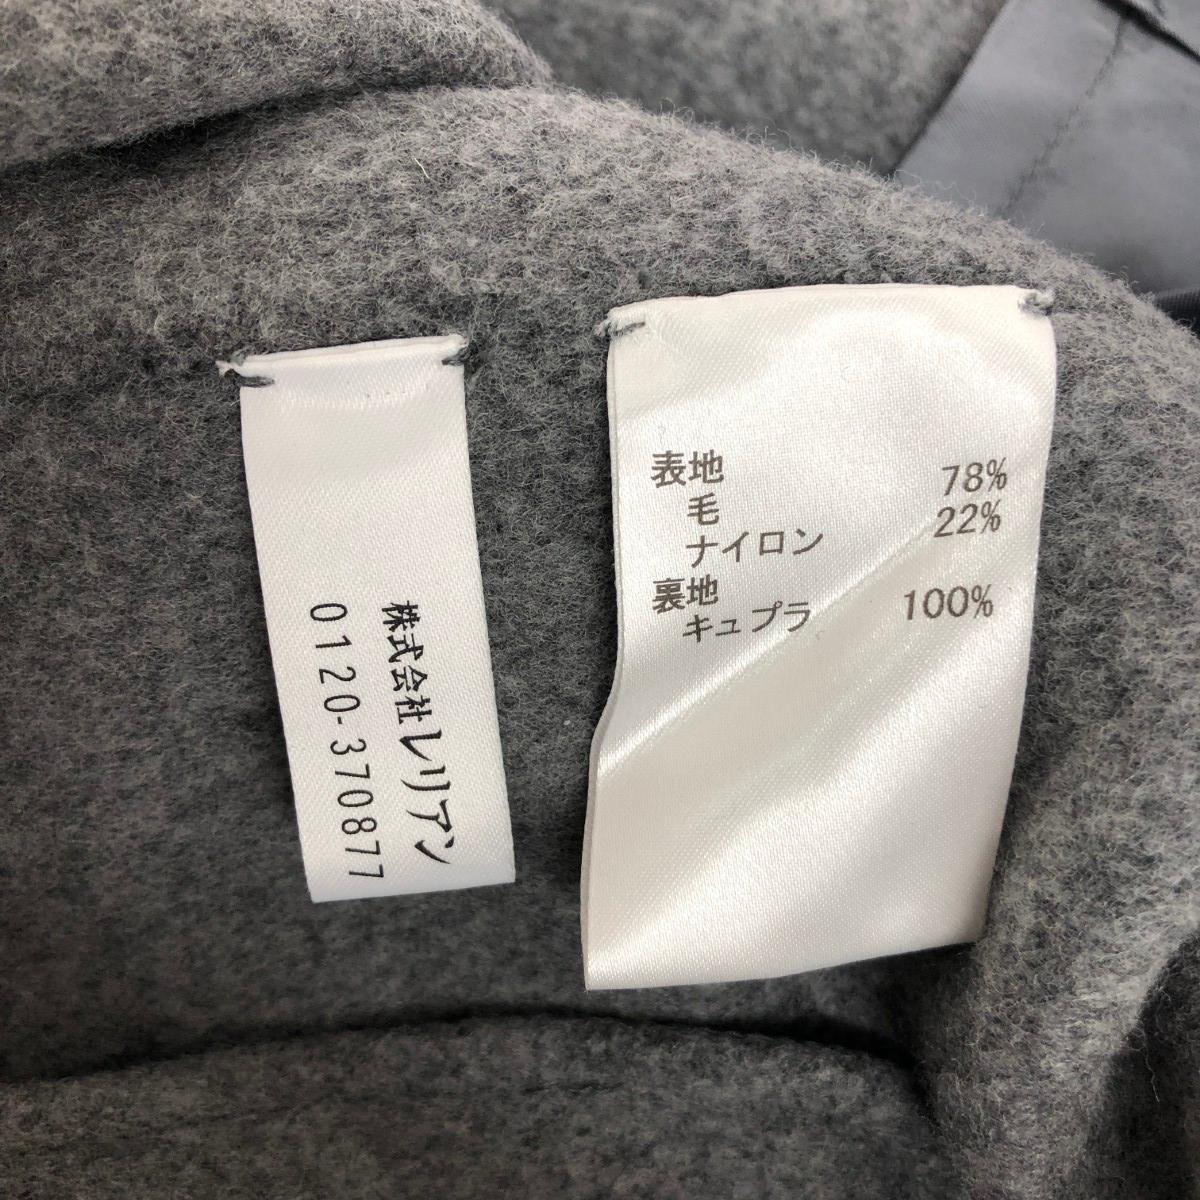 株式会社レリアン
0120-370877
表地
毛 78%
ナイロン 22%
裏地
キュプラ 100%